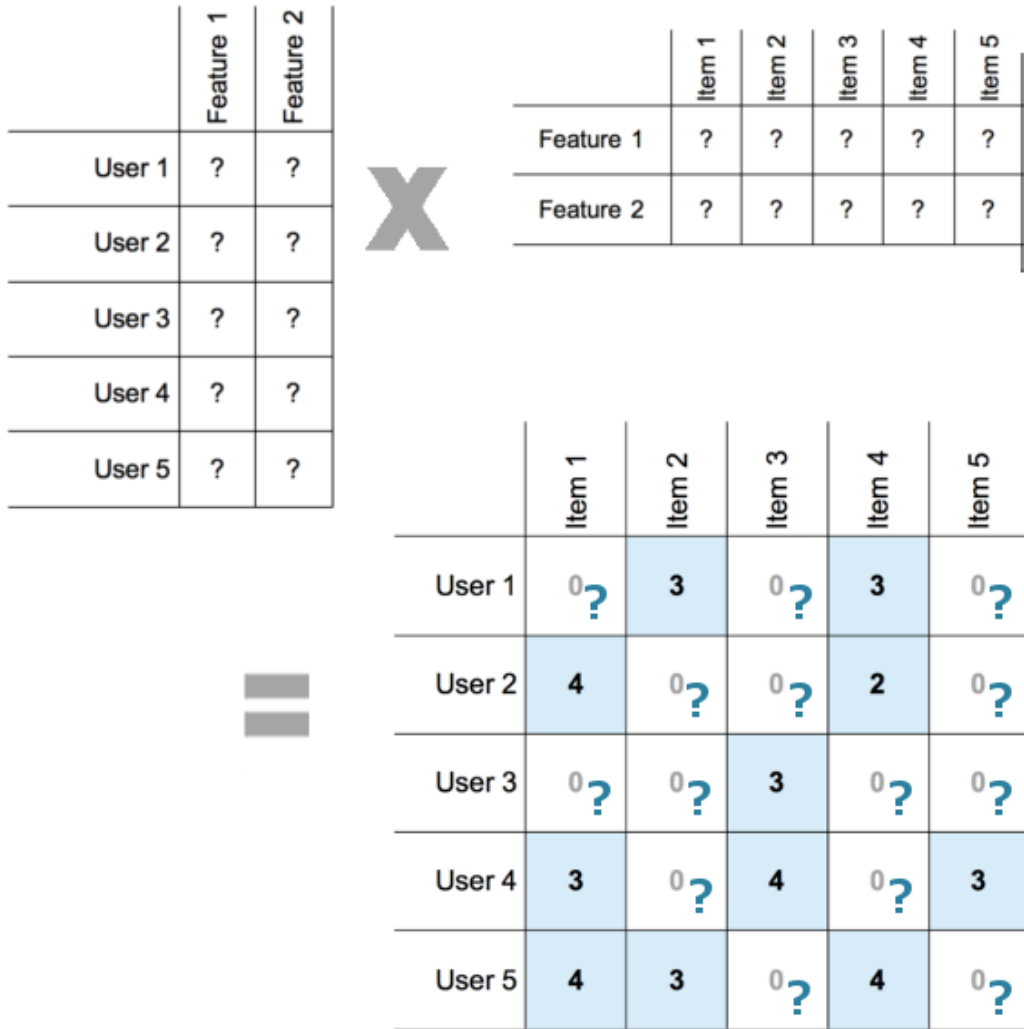 Feature 1 Feature 2
User 1 ? ?
User 2 ? ?
User 3 ? ?
User 4 ? ?
User 5 ? ?
X
Item 1 Item 2 Item 3 Item 4 Item 5
Feature 1 ? ? ? ? ?
Feature 2 ? ? ? ? ?
=
Item 1 Item 2 Item 3 Item 4 Item 5
User 1 0? 3 0? 3 0?
User 2 4 0? 0? 2 0?
User 3 0? 0? 3 0? 0?
User 4 3 0? 4 0? 3
User 5 4 3 0? 4 0?